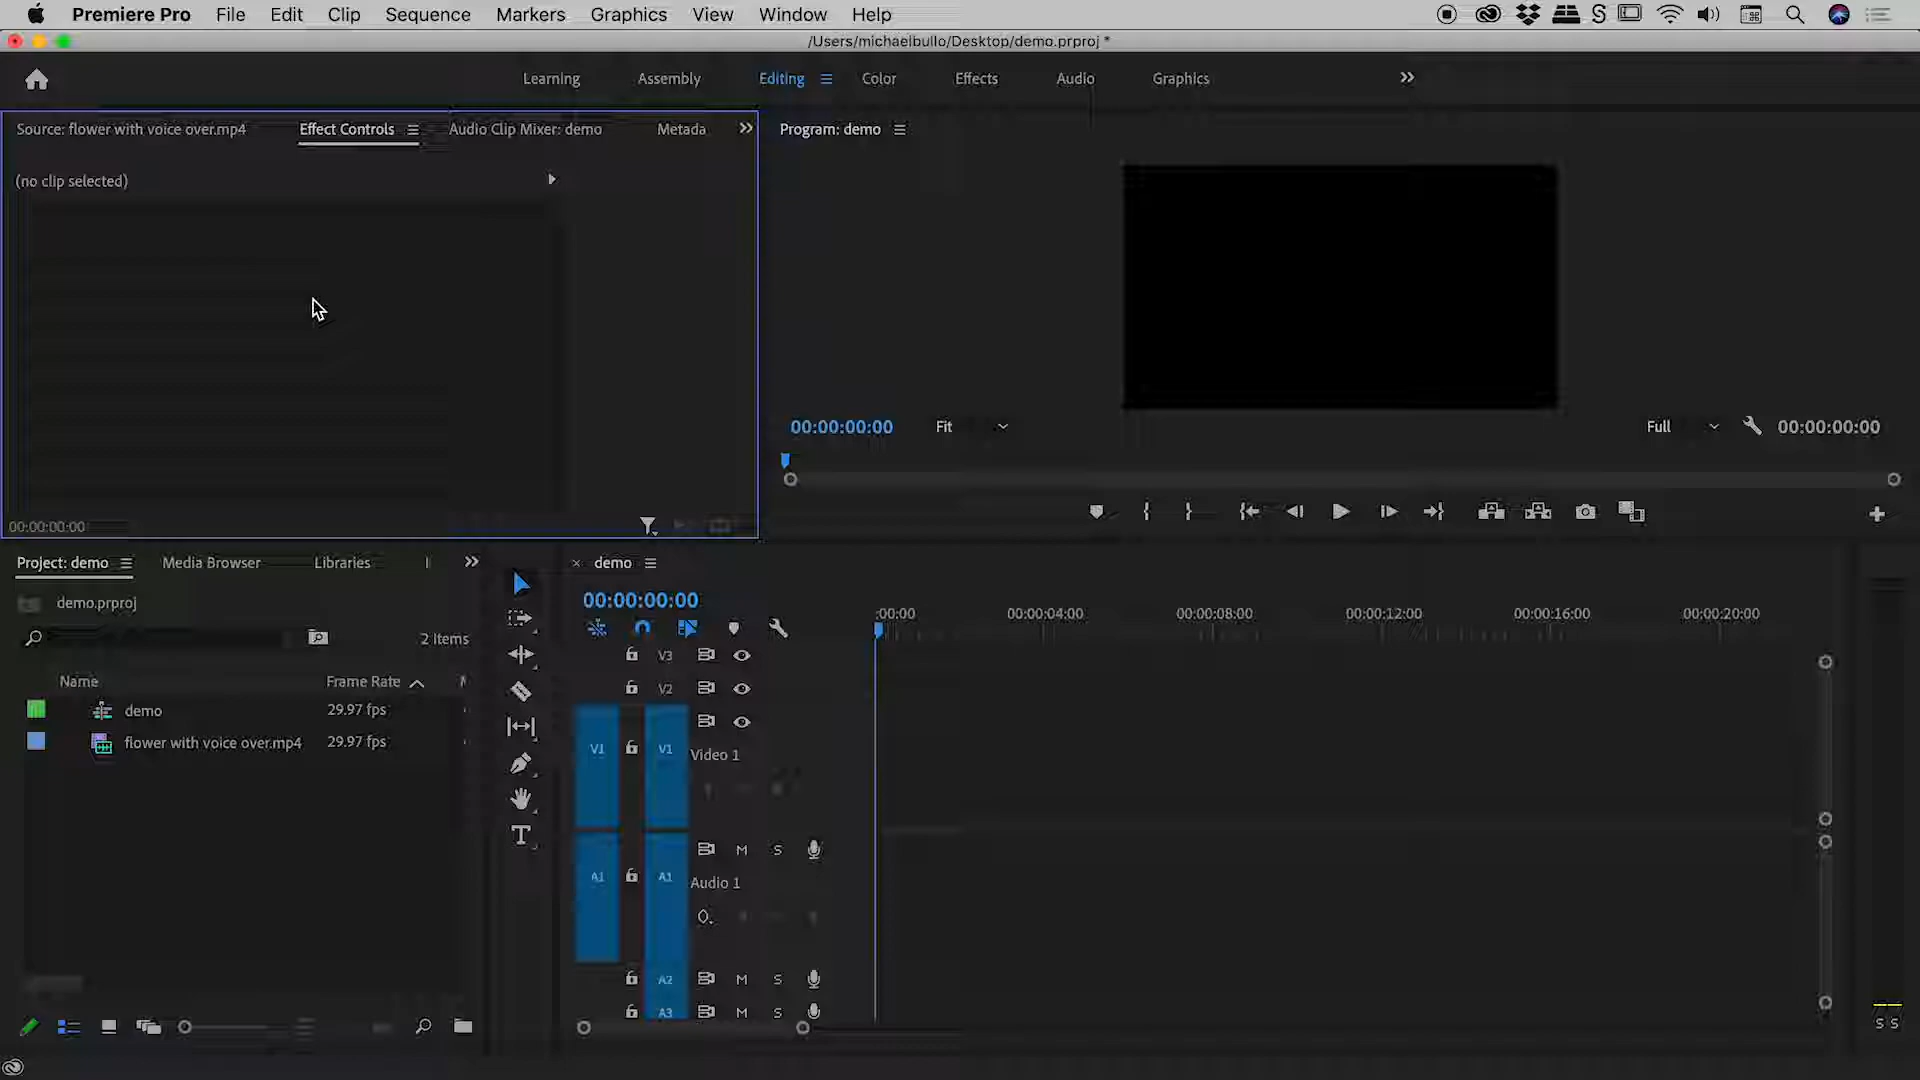 Premiere Pro File Edit Clip Sequence Markers Graphics View Window Help
/Users/michaelbullo/Desktop/demo.prproj *
Learning Assembly Editing Color Effects Audio Graphics
Source: flower with voice over.mp4 Effect Controls Audio Clip Mixer: demo Metada
Program: demo
(no clip selected)
00:00:00:00 Fit Full 00:00:00:00
00:00:00:00
Project: demo Media Browser Libraries
demo
demo.prproj
00:00:00:00
:00:00 00:00:04:00 00:00:08:00 00:00:12:00 00:00:16:00 00:00:20:00
2 Items
V3
Name Frame Rate
V2
demo 29.97 fps
flower with voice over.mp4 29.97 fps
V1 V1 Video 1
M S
A1 A1 Audio 1
A2 M S
A3 M S
S S